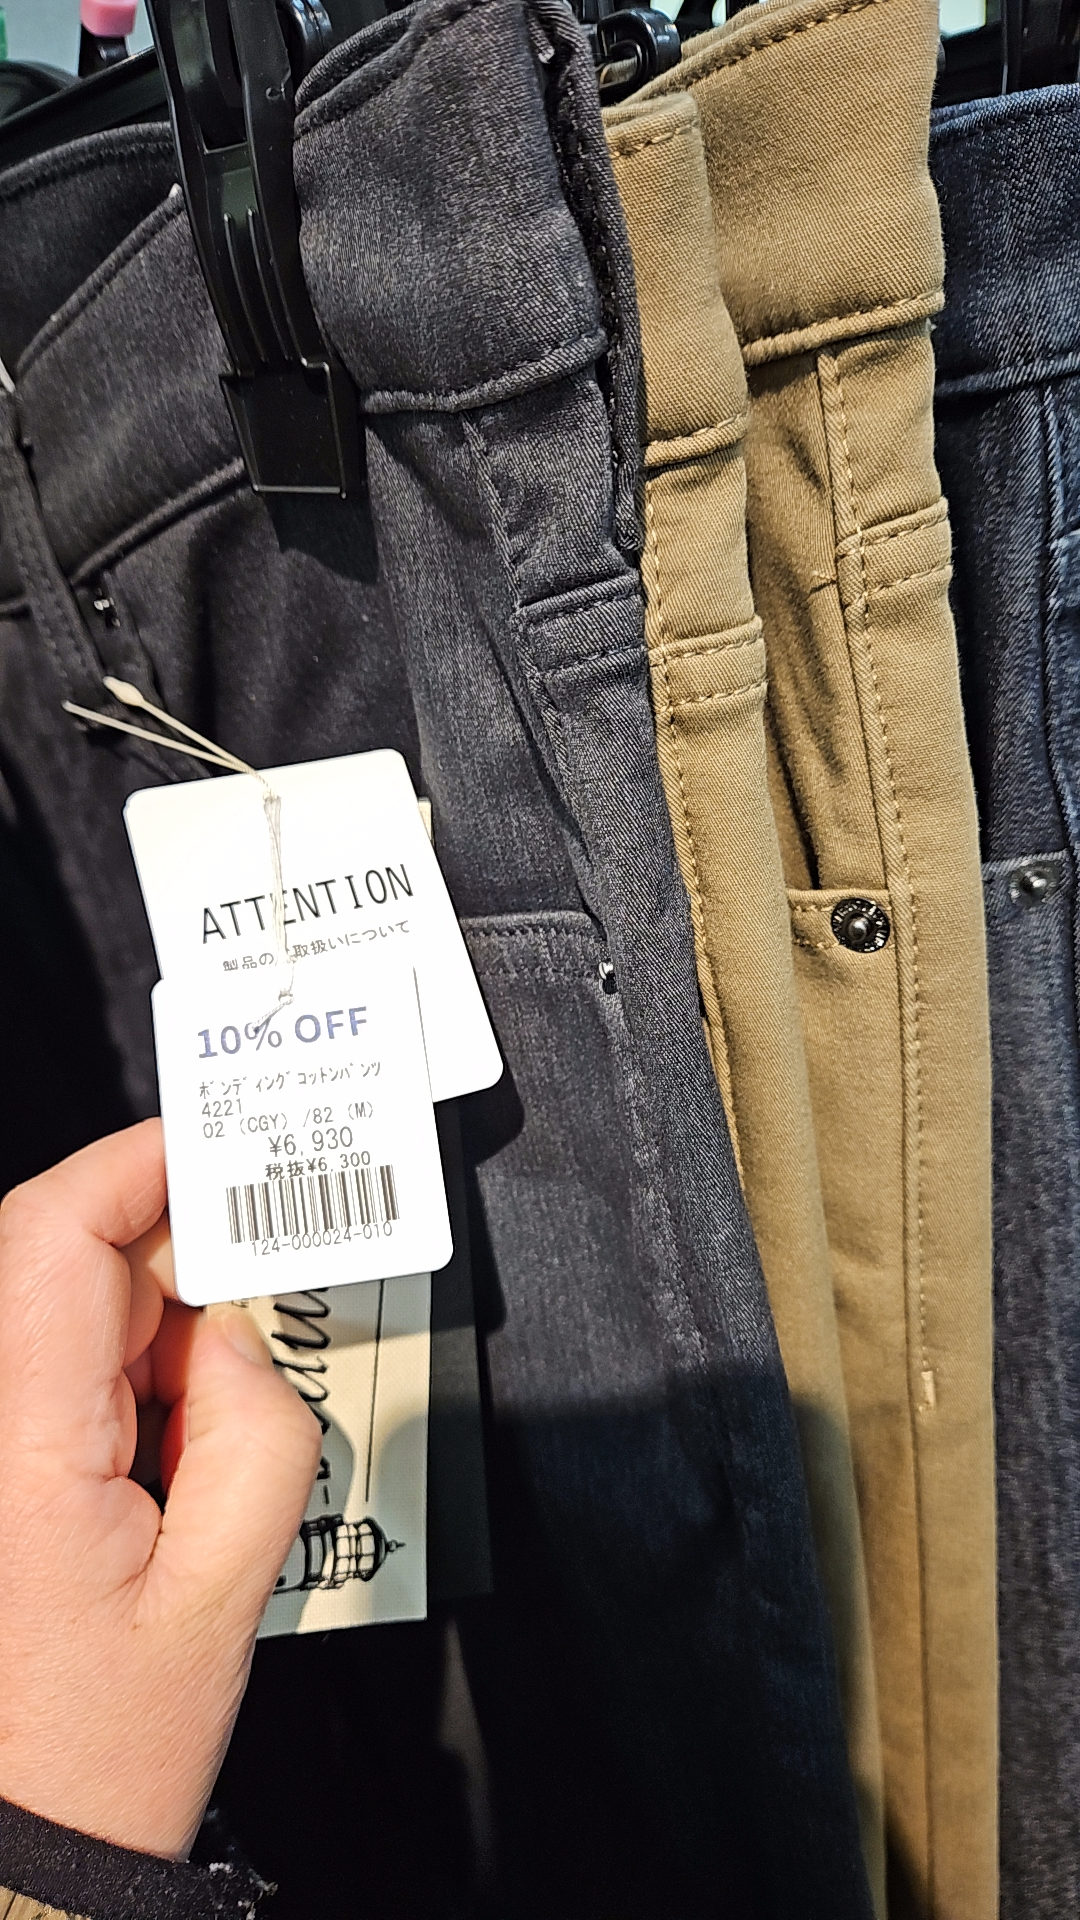 ATTENTION
製品のお取扱いについて
10% OFF
ﾎﾞﾝﾃﾞｨﾝｸﾞコットンパンツ
4221
02 (CGY) /82 (M)
¥6,930
税抜¥6,300
124-000024-010